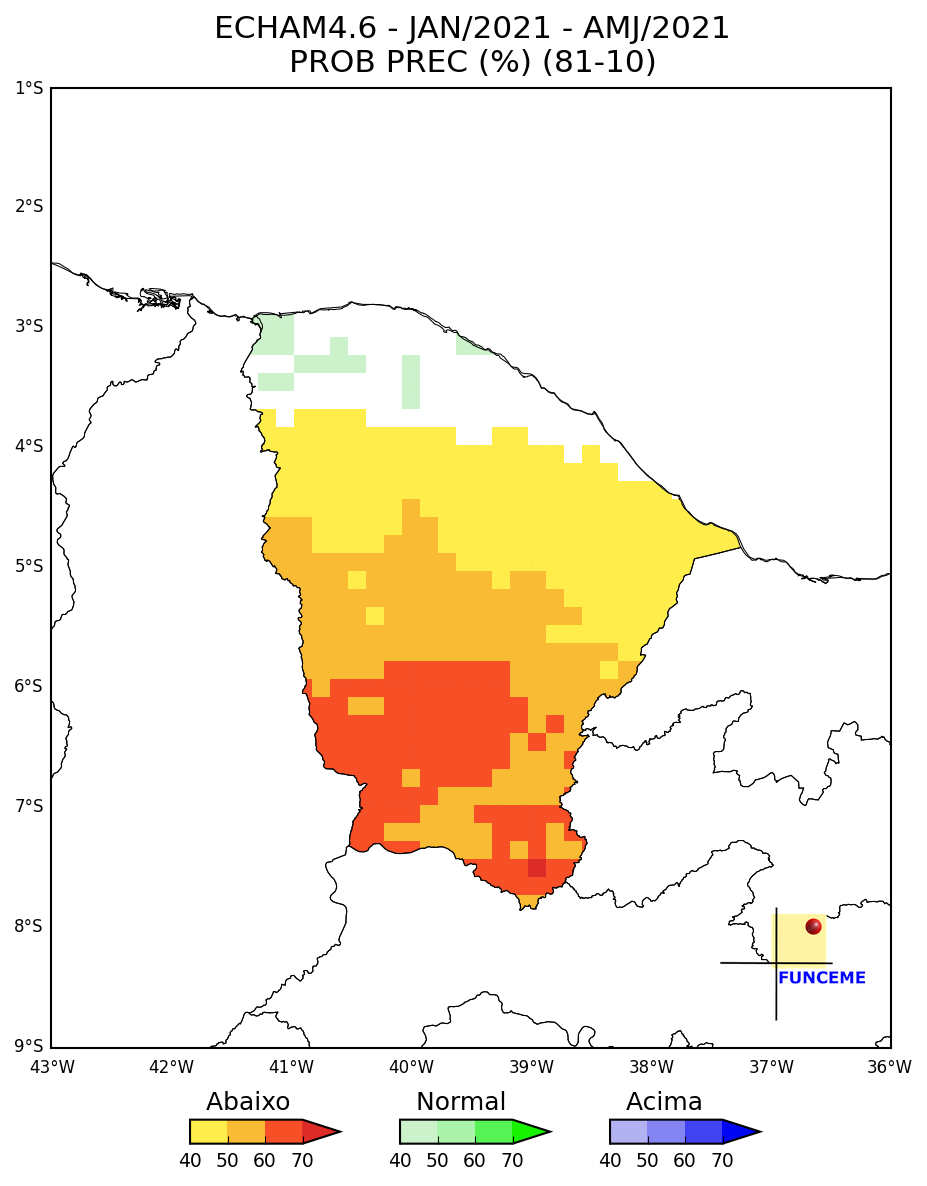 ECHAM4.6 - JAN/2021 - AMJ/2021
PROB PREC (%) (81-10)
1°S
2°S
3°S
4°S
5°S
6°S
7°S
8°S
9°S
FUNCEME
43°W 42°W 41°W 40°W 39°W 38°W 37°W 36°W
Abaixo Normal Acima
40 50 60 70 40 50 60 70 40 50 60 70